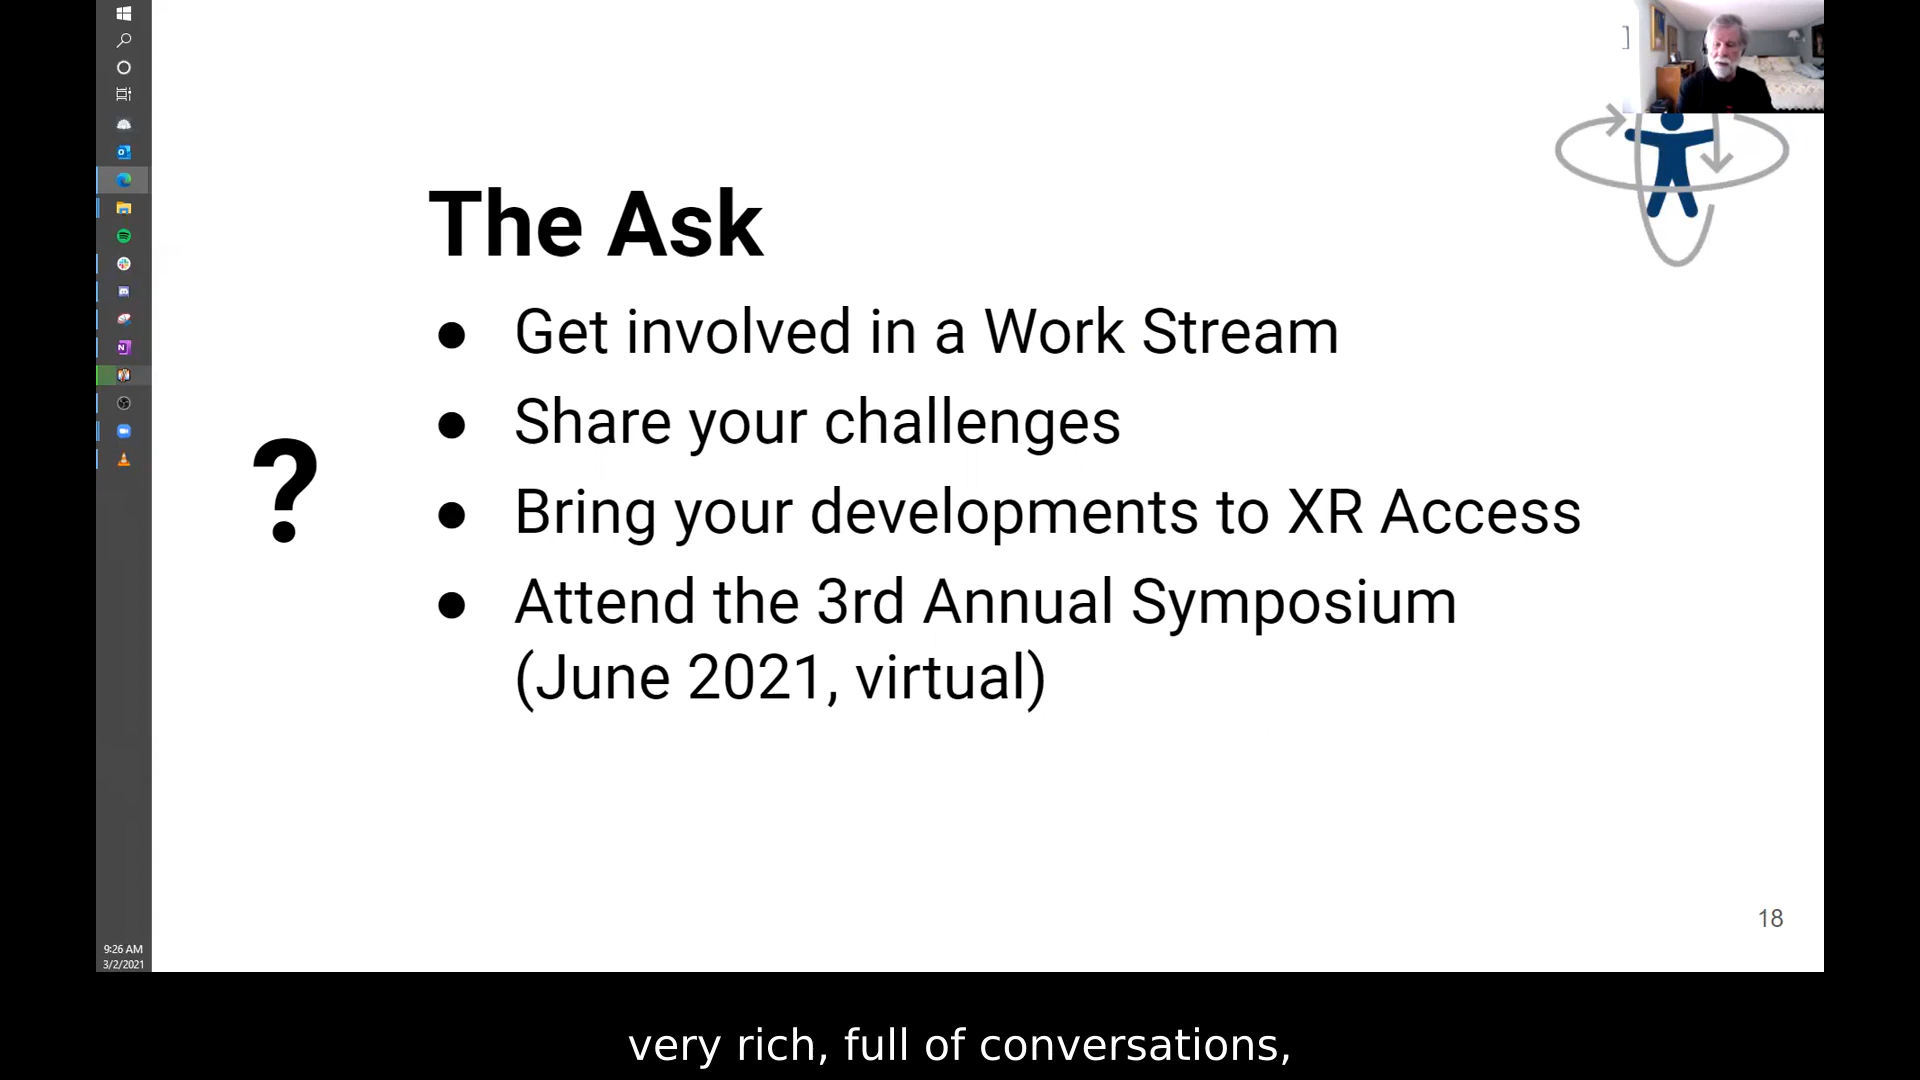 The Ask
● Get involved in a Work Stream
● Share your challenges
● Bring your developments to XR Access
● Attend the 3rd Annual Symposium
(June 2021, virtual)
?
18
9:26 AM
3/2/2021
very rich, full of conversations,